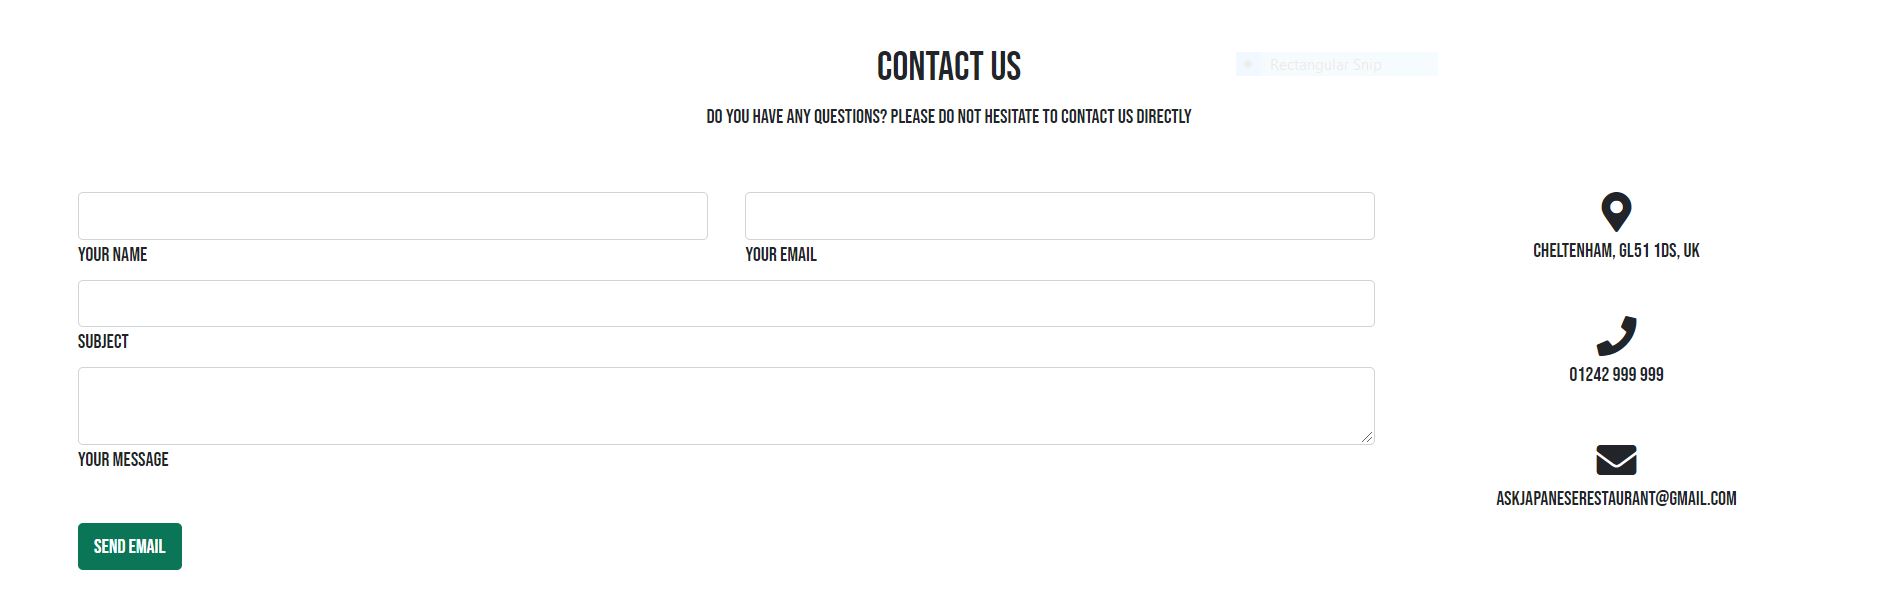 CONTACT US
Rectangular Snip
DO YOU HAVE ANY QUESTIONS? PLEASE DO NOT HESITATE TO CONTACT US DIRECTLY
YOUR NAME
YOUR EMAIL
SUBJECT
YOUR MESSAGE
SEND EMAIL
CHELTENHAM, GL51 1DS, UK
01242 999 999
ASKJAPANESERESTAURANT@GMAIL.COM